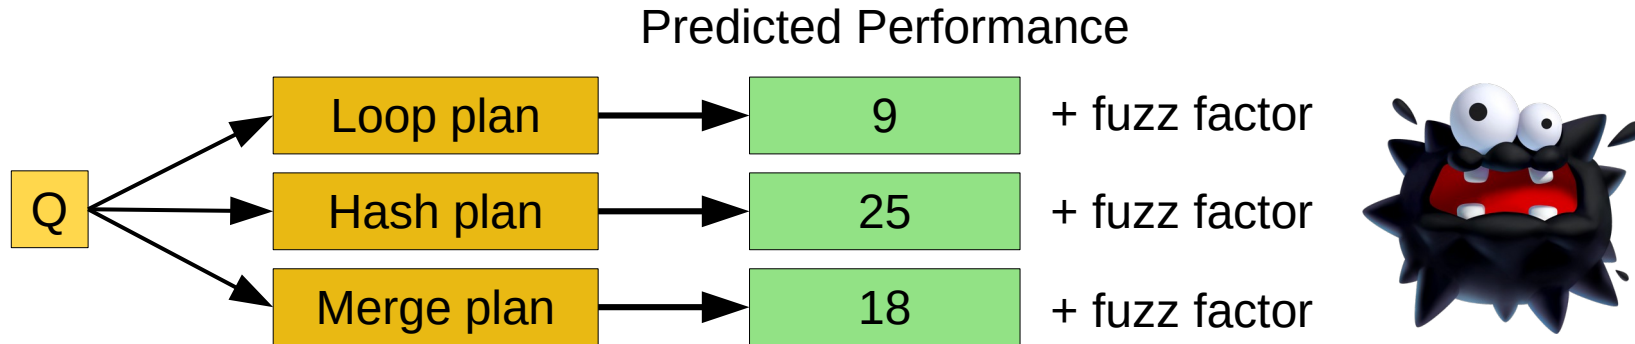 Predicted Performance
Q
Loop plan
9
+ fuzz factor
Hash plan
25
+ fuzz factor
Merge plan
18
+ fuzz factor